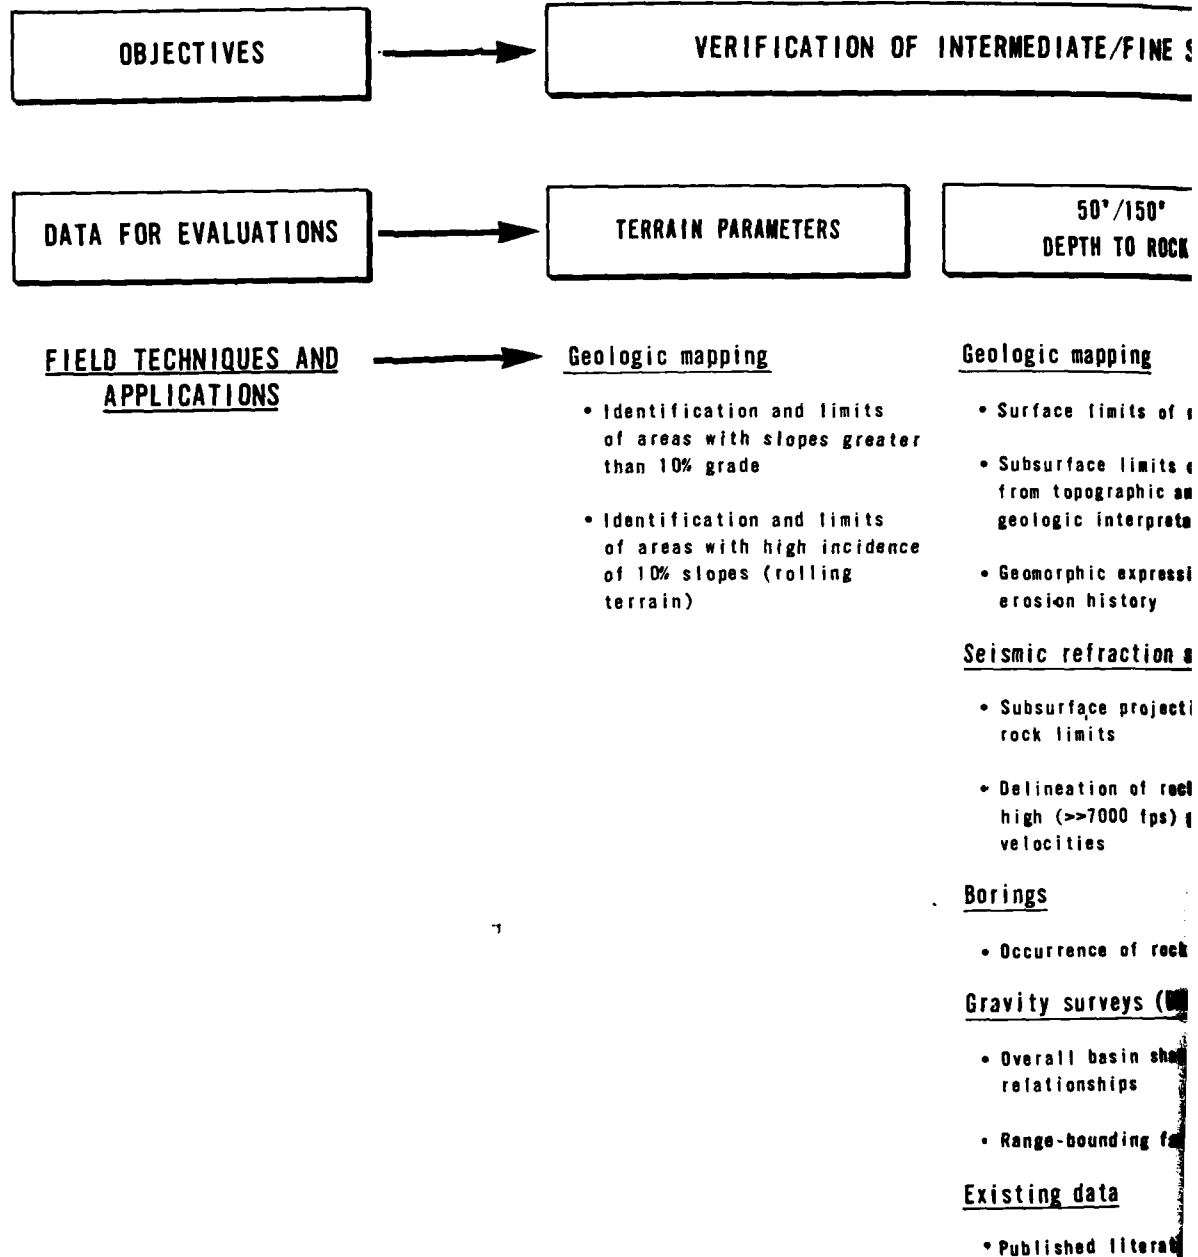 OBJECTIVES
VERIFICATION OF INTERMEDIATE/FINE
DATA FOR EVALUATIONS
TERRAIN PARAMETERS
50'/150'
DEPTH TO ROCK
FIELD TECHNIQUES AND
APPLICATIONS
Geologic mapping
• Identification and limits
of areas with slopes greater
than 10% grade
• Identification and limits
of areas with high incidence
of 10% slopes (rolling
terrain)
Geologic mapping
• Surface limits of
• Subsurface limits
from topographic
geologic
• Geomorphic
erosion history
Seismic refraction
• Subsurface
rock limits
• Delineation of
high (>>7000 fps)
velocities
Borings
• Occurrence of rock
Gravity surveys
• Overall basin
relationships
• Range-bounding
Existing data
• Published